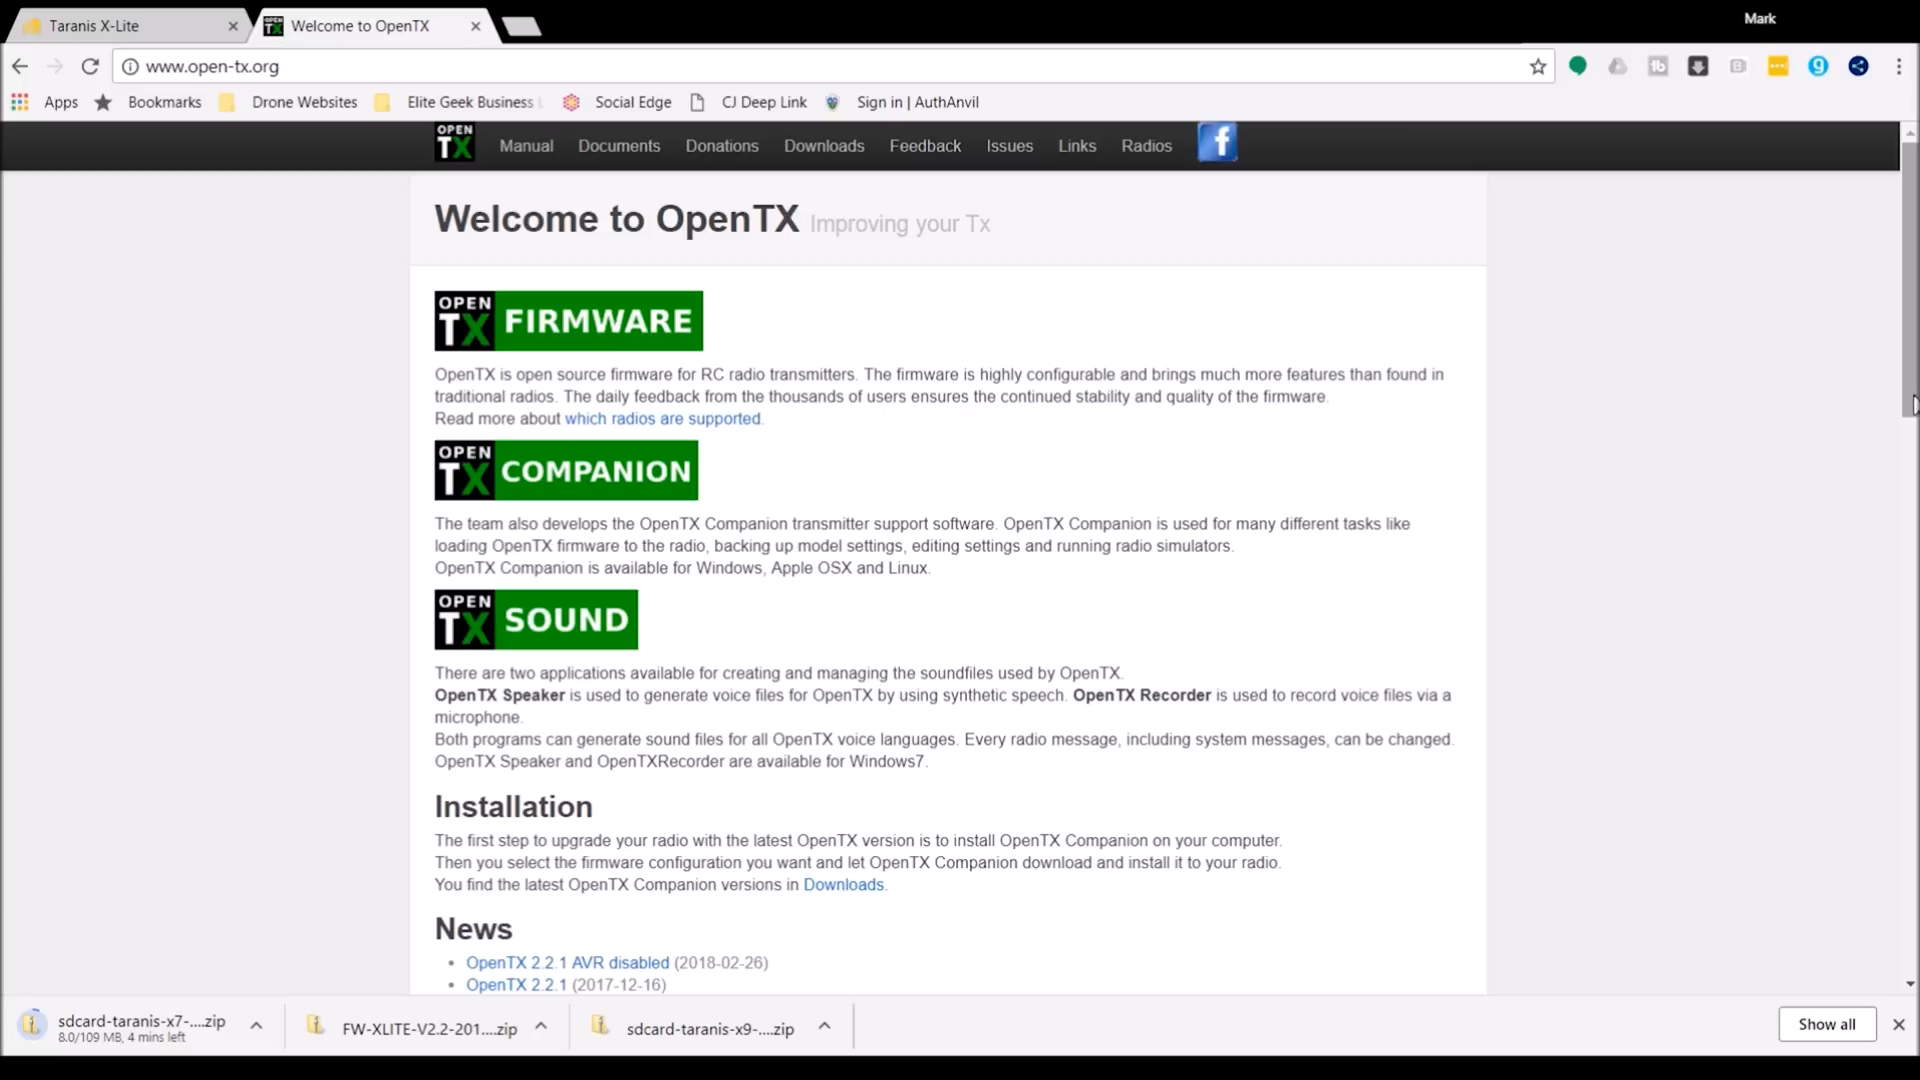 Taranis X-Lite
Welcome to OpenTX
Mark
www.open-tx.org
Apps Bookmarks Drone Websites Elite Geek Business Social Edge CJ Deep Link Sign in | AuthAnvil
OPEN TX Manual Documents Donations Downloads Feedback Issues Links Radios f
Welcome to OpenTX Improving your Tx
OPEN TX FIRMWARE
OpenTX is open source firmware for RC radio transmitters. The firmware is highly configurable and brings much more features than found in
traditional radios. The daily feedback from the thousands of users ensures the continued stability and quality of the firmware.
Read more about which radios are supported.
OPEN TX COMPANION
The team also develops the OpenTX Companion transmitter support software. OpenTX Companion is used for many different tasks like
loading OpenTX firmware to the radio, backing up model settings, editing settings and running radio simulators.
OpenTX Companion is available for Windows, Apple OSX and Linux.
OPEN TX SOUND
There are two applications available for creating and managing the soundfiles used by OpenTX.
OpenTX Speaker is used to generate voice files for OpenTX by using synthetic speech. OpenTX Recorder is used to record voice files via a
microphone.
Both programs can generate sound files for all OpenTX voice languages. Every radio message, including system messages, can be changed.
OpenTX Speaker and OpenTXRecorder are available for Windows7.
Installation
The first step to upgrade your radio with the latest OpenTX version is to install OpenTX Companion on your computer.
Then you select the firmware configuration you want and let OpenTX Companion download and install it to your radio.
You find the latest OpenTX Companion versions in Downloads.
News
• OpenTX 2.2.1 AVR disabled (2018-02-26)
• OpenTX 2.2.1 (2017-12-16)
sdcard-taranis-x7-....zip
8.0/109 MB, 4 mins left
FW-XLITE-V2.2-201....zip
sdcard-taranis-x9-....zip
Show all